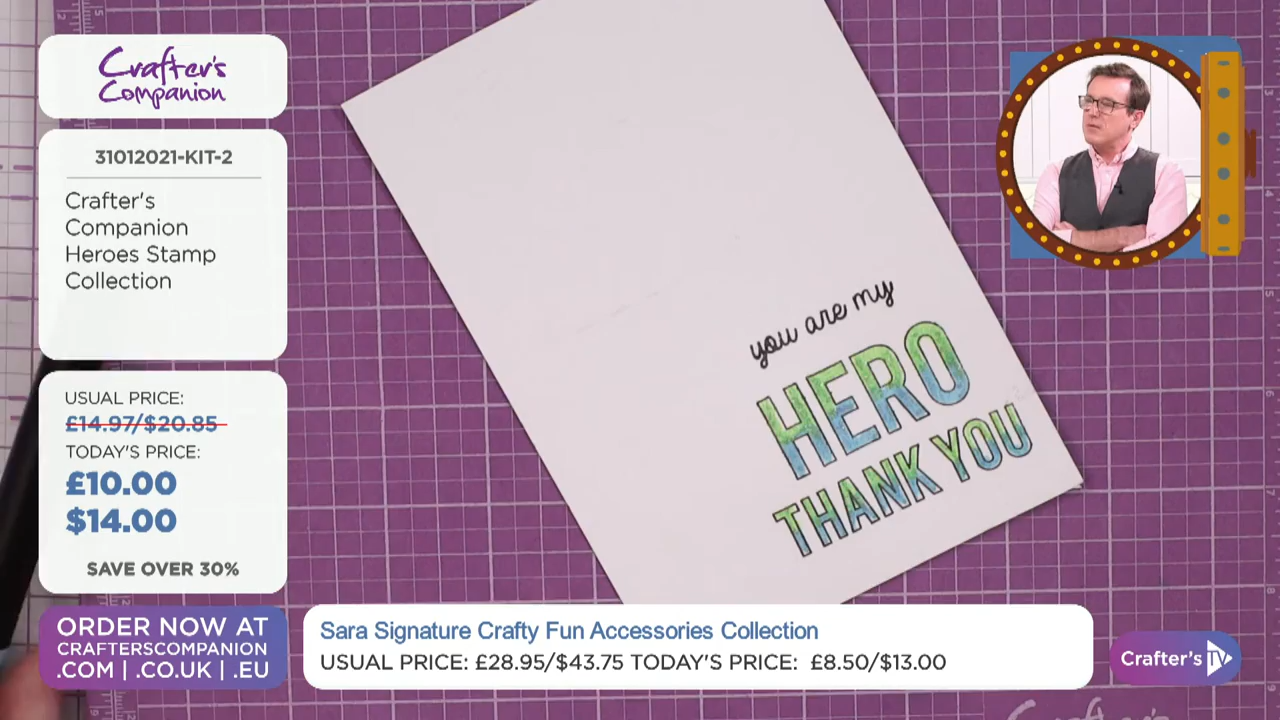 Crafter's
Companion
31012021-KIT-2
Crafter's
Companion
Heroes Stamp
Collection
USUAL PRICE:
£14.97/$20.85
TODAY'S PRICE:
£10.00
$14.00
SAVE OVER 30%
ORDER NOW AT
CRAFTERSCOMPANION
.COM | .CO.UK | .EU
you are my
HERO
THANK YOU
Sara Signature Crafty Fun Accessories Collection
USUAL PRICE: £28.95/$43.75 TODAY'S PRICE: £8.50/$13.00
Crafter's TV